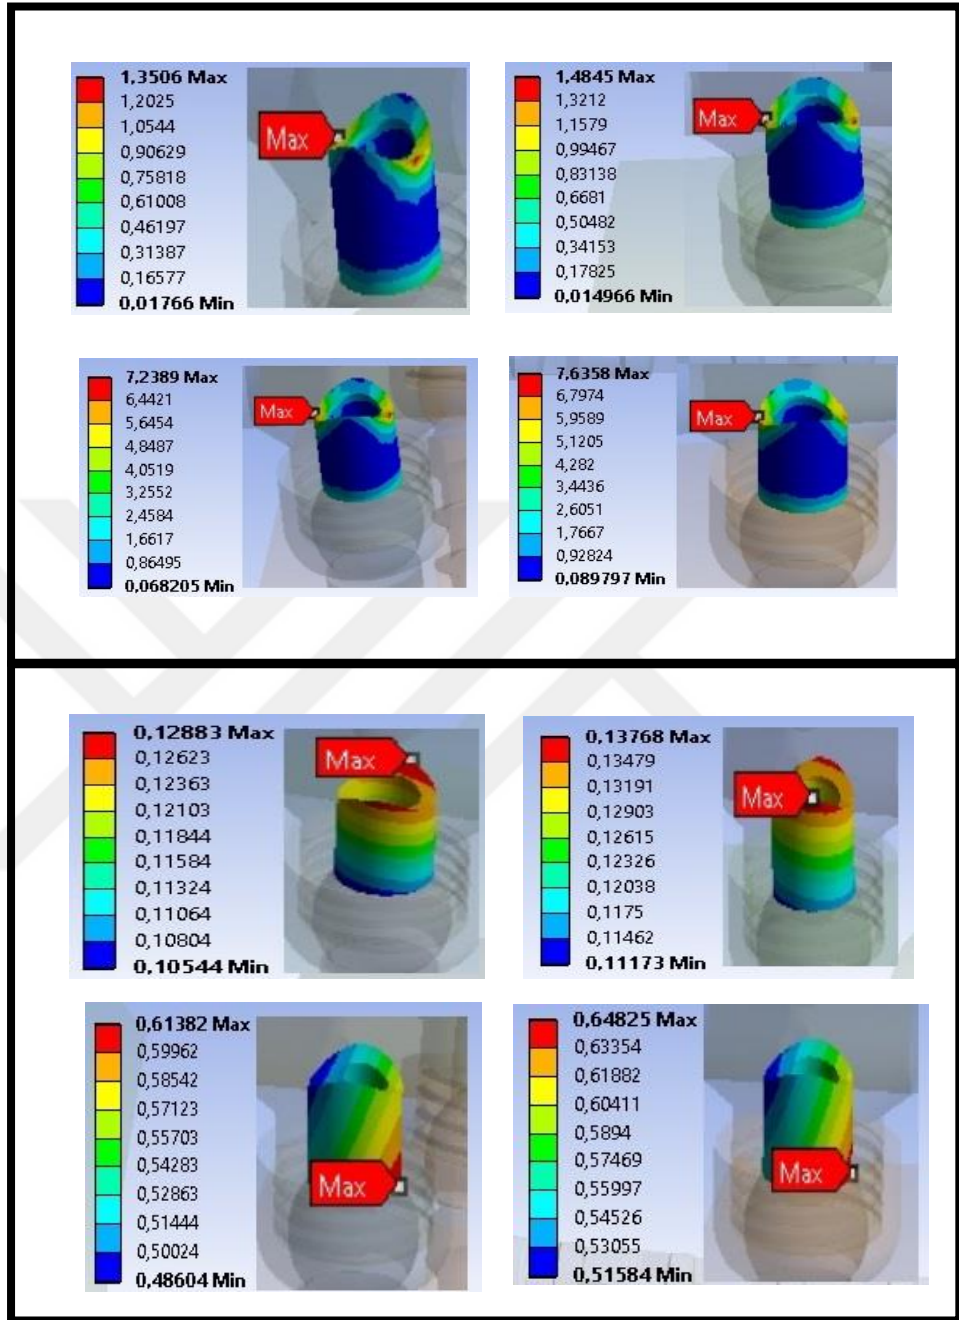 1,3506 Max
1,2025
1,0544
0,90629
0,75818
0,61008
0,46197
0,31387
0,16577
0,01766 Min
Max
1,4845 Max
1,3212
1,1579
0,99467
0,83138
0,6681
0,50482
0,34153
0,17825
0,014966 Min
Max
7,2389 Max
6,4421
5,6454
4,8487
4,0519
3,2552
2,4584
1,6617
0,86495
0,068205 Min
Max
7,6358 Max
6,7974
5,9589
5,1205
4,282
3,4436
2,6051
1,7667
0,92824
0,089797 Min
Max
0,12883 Max
0,12623
0,12363
0,12103
0,11844
0,11584
0,11324
0,11064
0,10804
0,10544 Min
Max
0,13768 Max
0,13479
0,13191
0,12903
0,12615
0,12326
0,12038
0,1175
0,11462
0,11173 Min
Max
0,61382 Max
0,59962
0,58542
0,57123
0,55703
0,54283
0,52863
0,51444
0,50024
0,48604 Min
Max
0,64825 Max
0,63354
0,61882
0,60411
0,5894
0,57469
0,55997
0,54526
0,53055
0,51584 Min
Max